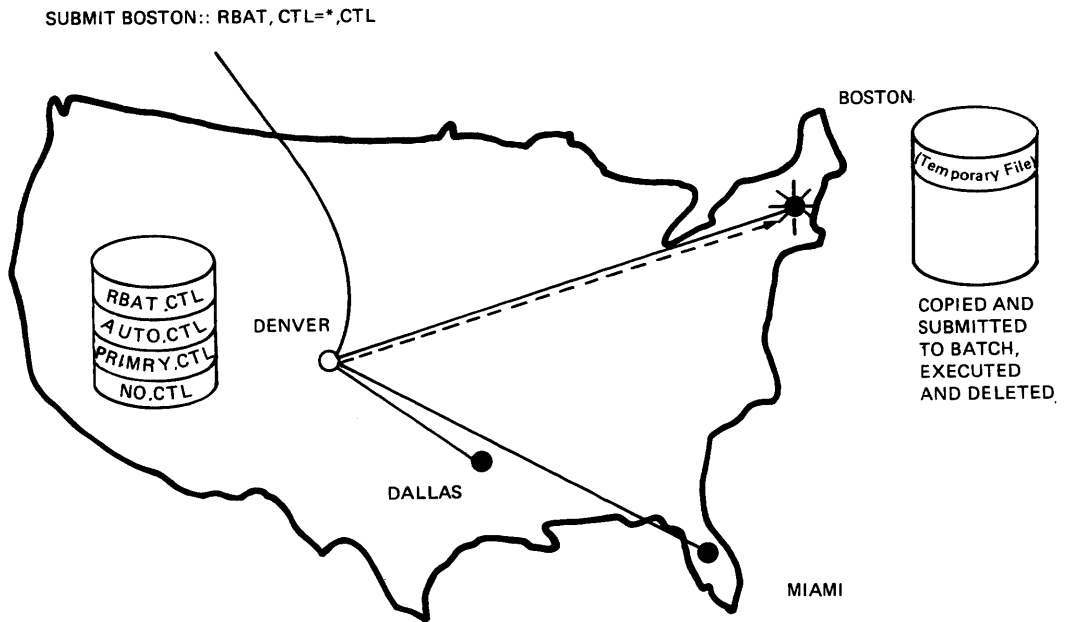 SUBMIT BOSTON:: RBAT, CTL=*,CTL
BOSTON
(Temporary File)
RBAT.CTL
AUTO.CTL
PRIMRY.CTL
NO.CTL
DENVER
COPIED AND
SUBMITTED
TO BATCH,
EXECUTED
AND DELETED.
DALLAS
MIAMI